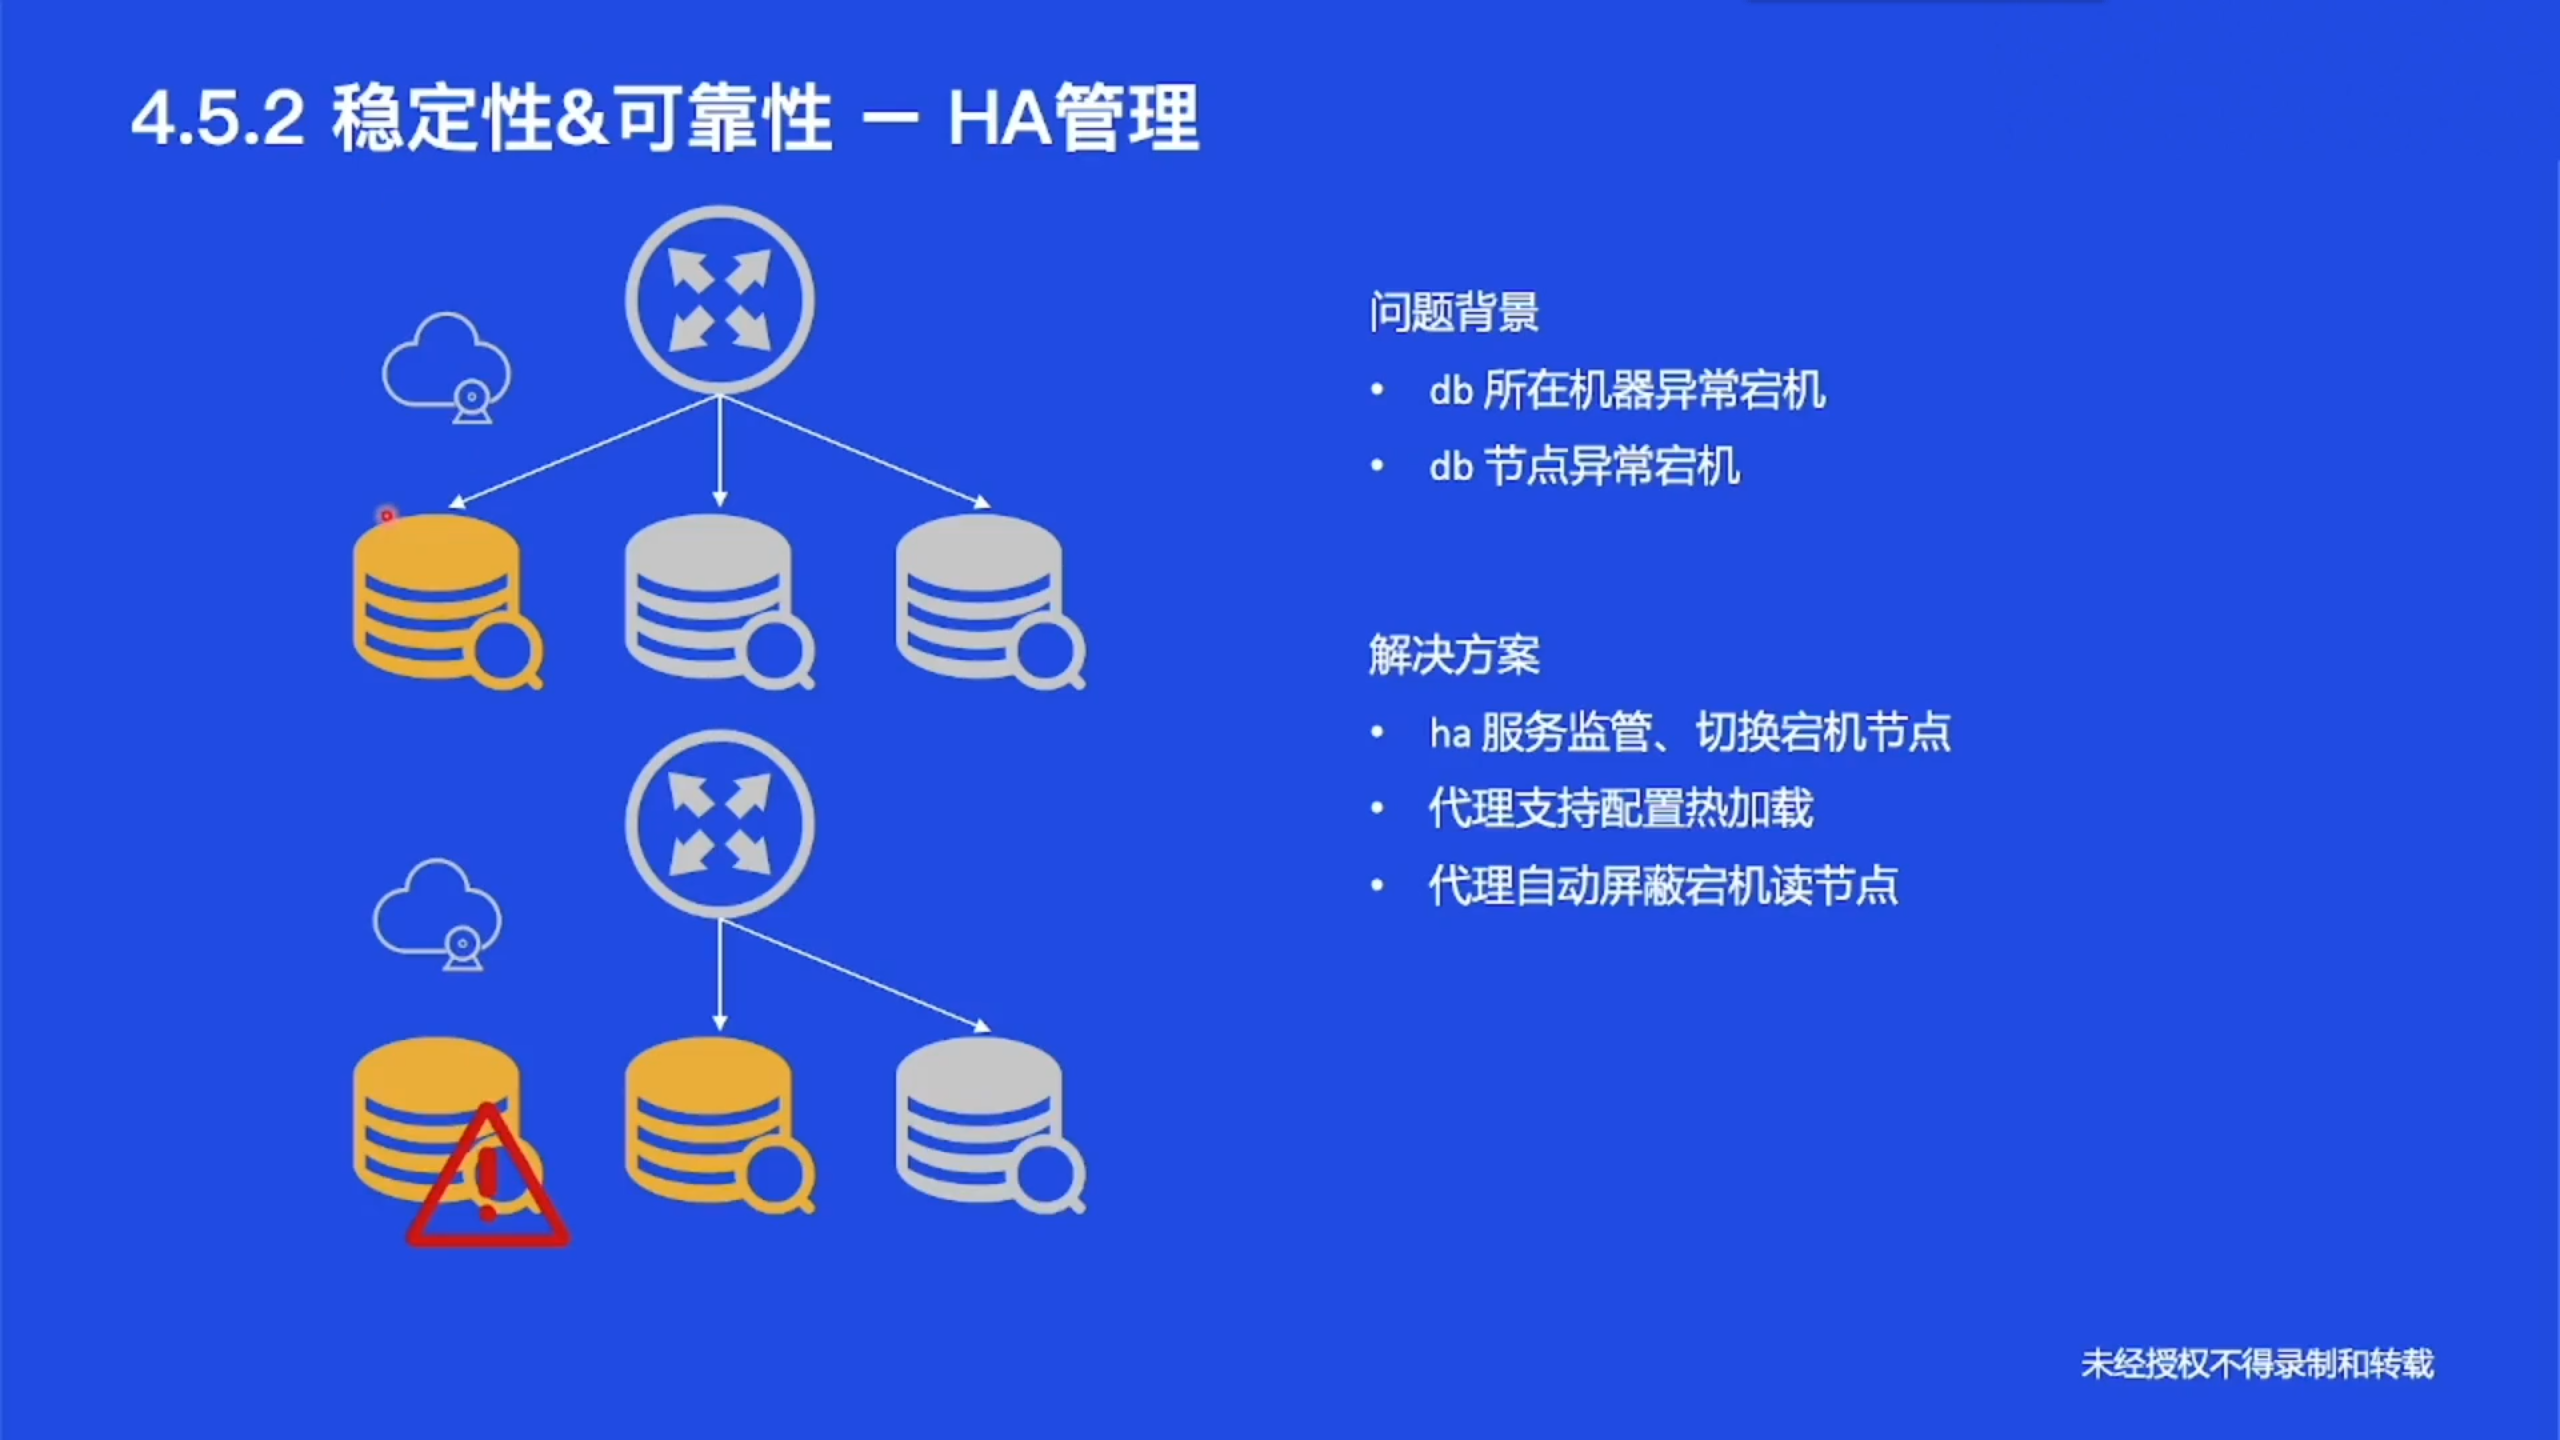 4.5.2 稳定性&可靠性 — HA管理
问题背景
• db 所在机器异常宕机
• db 节点异常宕机
解决方案
• ha 服务监管、切换宕机节点
• 代理支持配置热加载
• 代理自动屏蔽宕机读节点
未经授权不得录制和转载